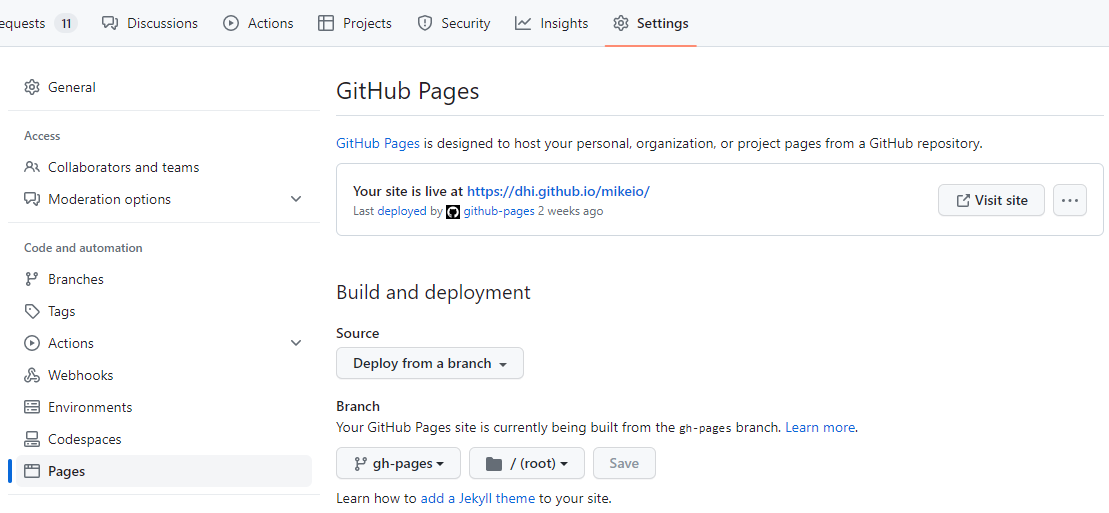 equests 11 Discussions Actions Projects Security Insights Settings
General
Access
Collaborators and teams
Moderation options
Code and automation
Branches
Tags
Actions
Webhooks
Environments
Codespaces
Pages
GitHub Pages
GitHub Pages is designed to host your personal, organization, or project pages from a GitHub repository.
Your site is live at https://dhi.github.io/mikeio/
Last deployed by github-pages 2 weeks ago
Visit site
Build and deployment
Source
Deploy from a branch
Branch
Your GitHub Pages site is currently being built from the gh-pages branch. Learn more.
gh-pages / (root) Save
Learn how to add a Jekyll theme to your site.